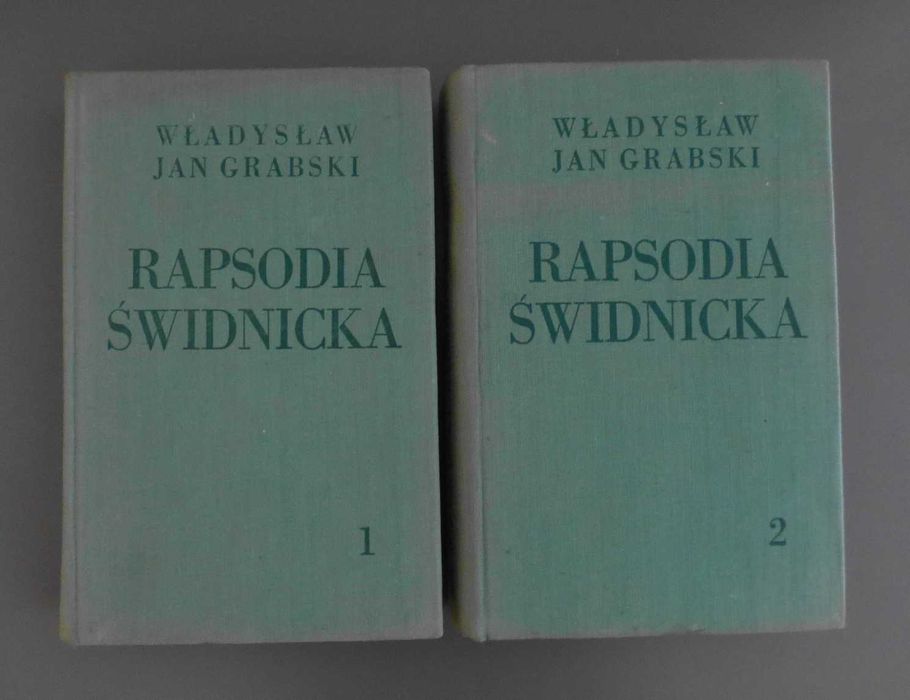 WŁADYSŁAW
JAN GRABSKI
RAPSODIA
ŚWIDNICKA
1
WŁADYSŁAW
JAN GRABSKI
RAPSODIA
ŚWIDNICKA
2